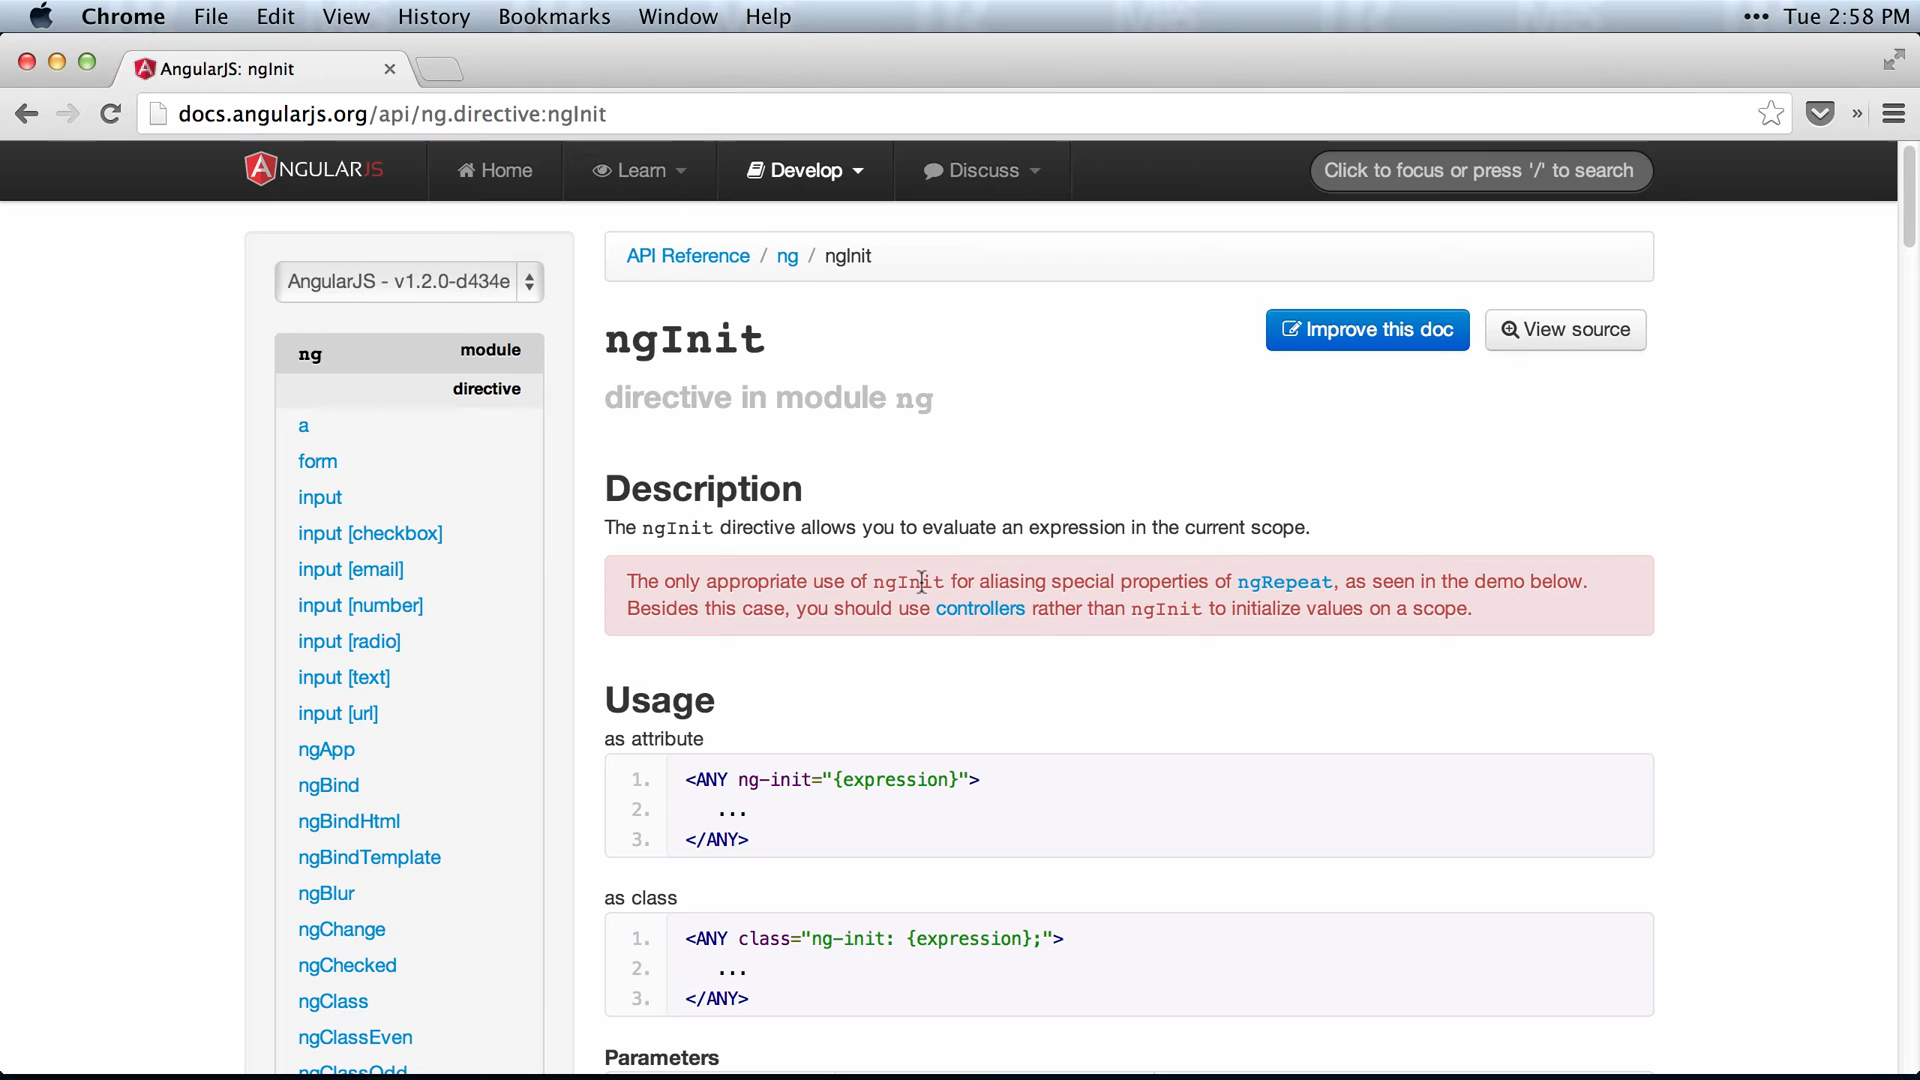 Chrome File Edit View History Bookmarks Window Help ••• Tue 2:58 PM
AngularJS: ngInit ×
docs.angularjs.org/api/ng.directive:ngInit »
ANGULARJS Home Learn Develop Discuss Click to focus or press '/' to search
API Reference / ng / ngInit
AngularJS - v1.2.0-d434e
ngInit Improve this doc View source
ng module
directive in module ng
directive
a
form
Description
input
The ngInit directive allows you to evaluate an expression in the current scope.
input [checkbox]
input [email]
The only appropriate use of ngInit for aliasing special properties of ngRepeat, as seen in the demo below.
Besides this case, you should use controllers rather than ngInit to initialize values on a scope.
input [number]
input [radio]
input [text]
Usage
input [url]
as attribute
ngApp
1. <ANY ng-init="{expression}">
2. ...
3. </ANY>
ngBind
ngBindHtml
ngBindTemplate
ngBlur
as class
ngChange
1. <ANY class="ng-init: {expression};">
2. ...
3. </ANY>
ngChecked
ngClass
ngClassEven
Parameters
ngClassOdd